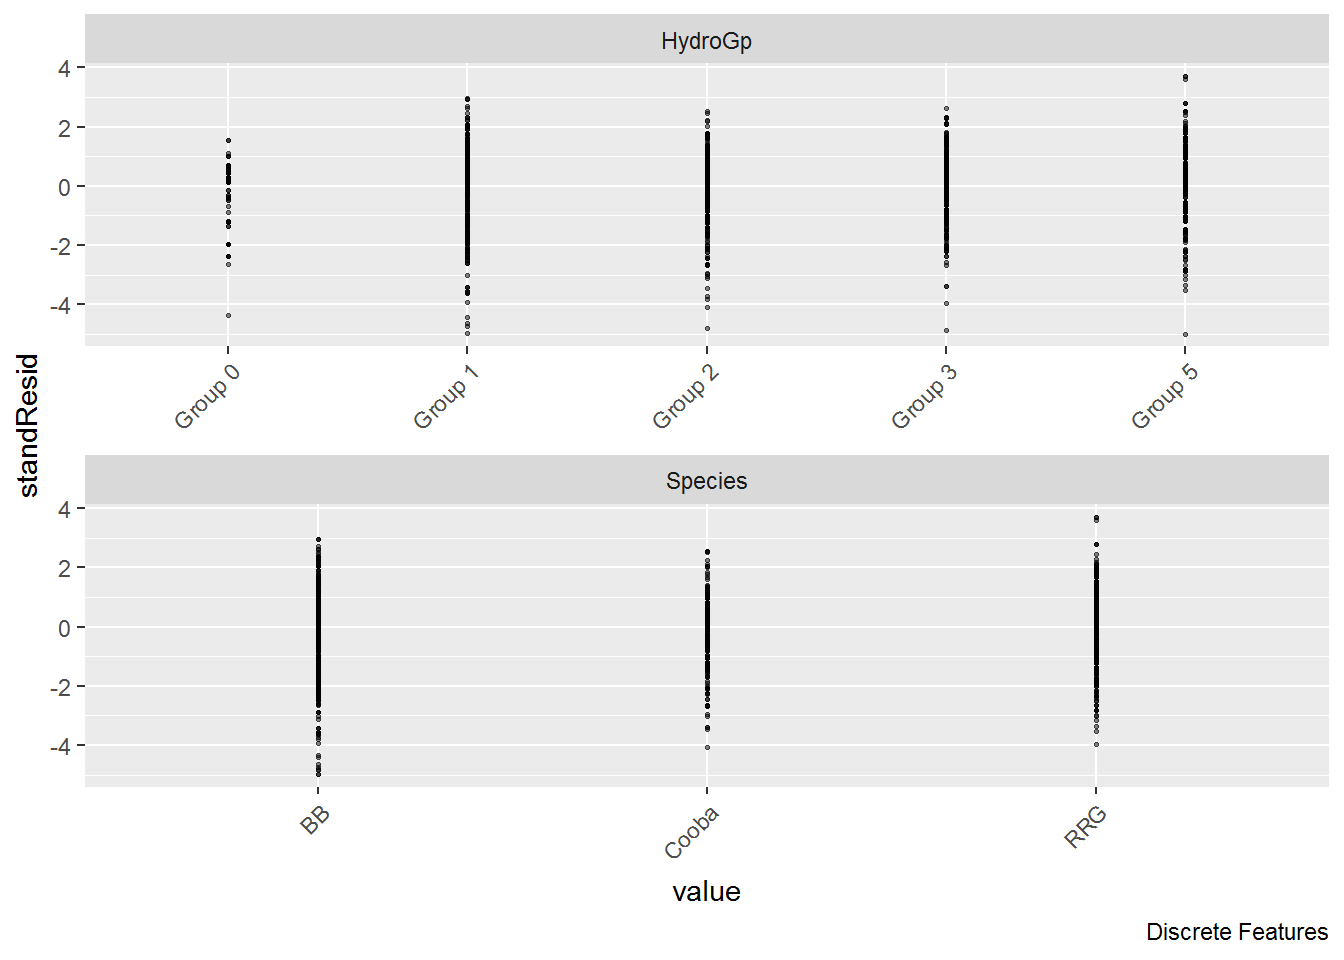 HydroGp
4
2
0
-2
-4
Group 0
Group 1
Group 2
Group 3
Group 5
standResid
Species
4
2
0
-2
-4
BB
Cooba
RRG
value
Discrete Features